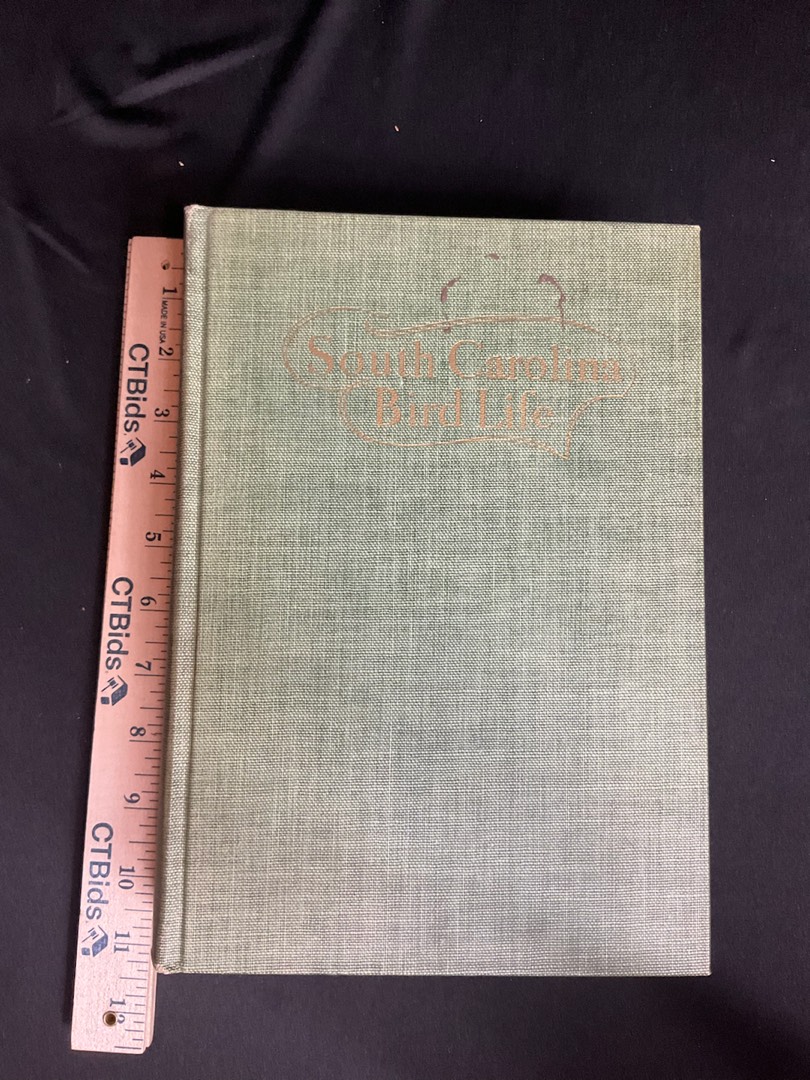 South Carolina
Bird Life
1
MADE IN USA
2
CTBids
3
4
5
6
CTBids
7
8
9
CTBids
10
11
12